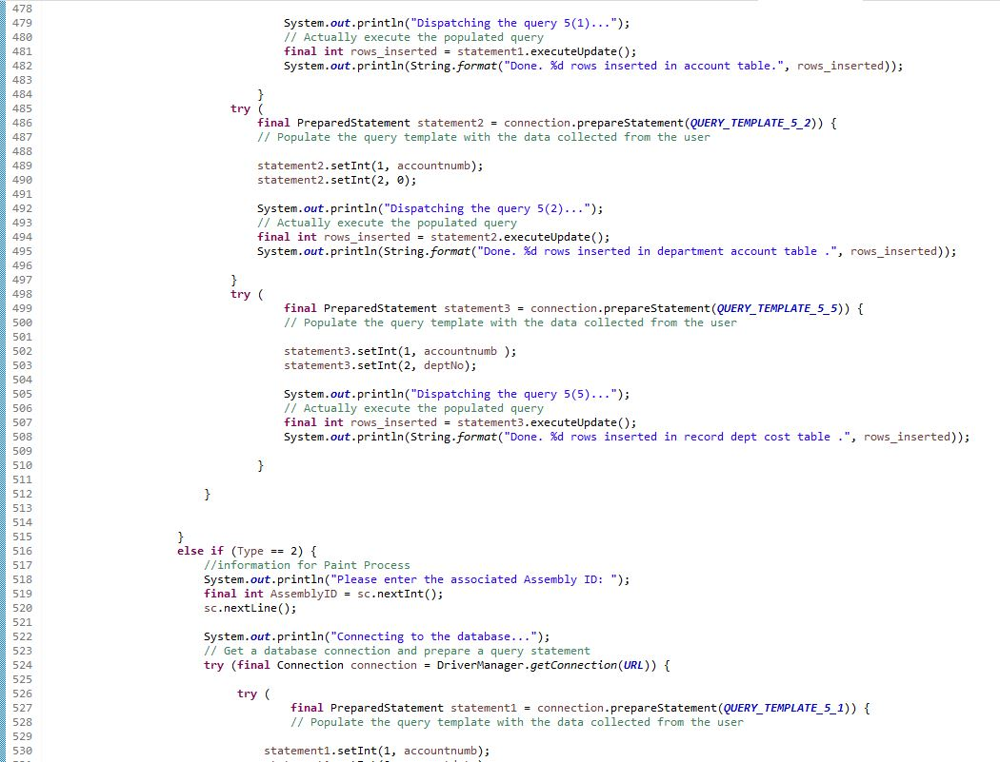 478
479 System.out.println("Dispatching the query 5(1)...");
480 // Actually execute the populated query
481 final int rows_inserted = statement1.executeUpdate();
482 System.out.println(String.format("Done. %d rows inserted in account table.", rows_inserted));
483
484 }
485 try (
486 final PreparedStatement statement2 = connection.prepareStatement(QUERY_TEMPLATE_5_2)) {
487 // Populate the query template with the data collected from the user
488
489 statement2.setInt(1, accountnumb);
490 statement2.setInt(2, 0);
491
492 System.out.println("Dispatching the query 5(2)...");
493 // Actually execute the populated query
494 final int rows_inserted = statement2.executeUpdate();
495 System.out.println(String.format("Done. %d rows inserted in department account table .", rows_inserted));
496
497 }
498 try (
499 final PreparedStatement statement3 = connection.prepareStatement(QUERY_TEMPLATE_5_5)) {
500 // Populate the query template with the data collected from the user
501
502 statement3.setInt(1, accountnumb );
503 statement3.setInt(2, deptNo);
504
505 System.out.println("Dispatching the query 5(5)...");
506 // Actually execute the populated query
507 final int rows_inserted = statement3.executeUpdate();
508 System.out.println(String.format("Done. %d rows inserted in record dept cost table .", rows_inserted));
509
510 }
511
512 }
513
514
515 }
516 else if (Type == 2) {
517 //information for Paint Process
518 System.out.println("Please enter the associated Assembly ID: ");
519 final int AssemblyID = sc.nextInt();
520 sc.nextLine();
521
522 System.out.println("Connecting to the database...");
523 // Get a database connection and prepare a query statement
524 try (final Connection connection = DriverManager.getConnection(URL)) {
525
526 try (
527 final PreparedStatement statement1 = connection.prepareStatement(QUERY_TEMPLATE_5_1)) {
528 // Populate the query template with the data collected from the user
529
530 statement1.setInt(1, accountnumb);